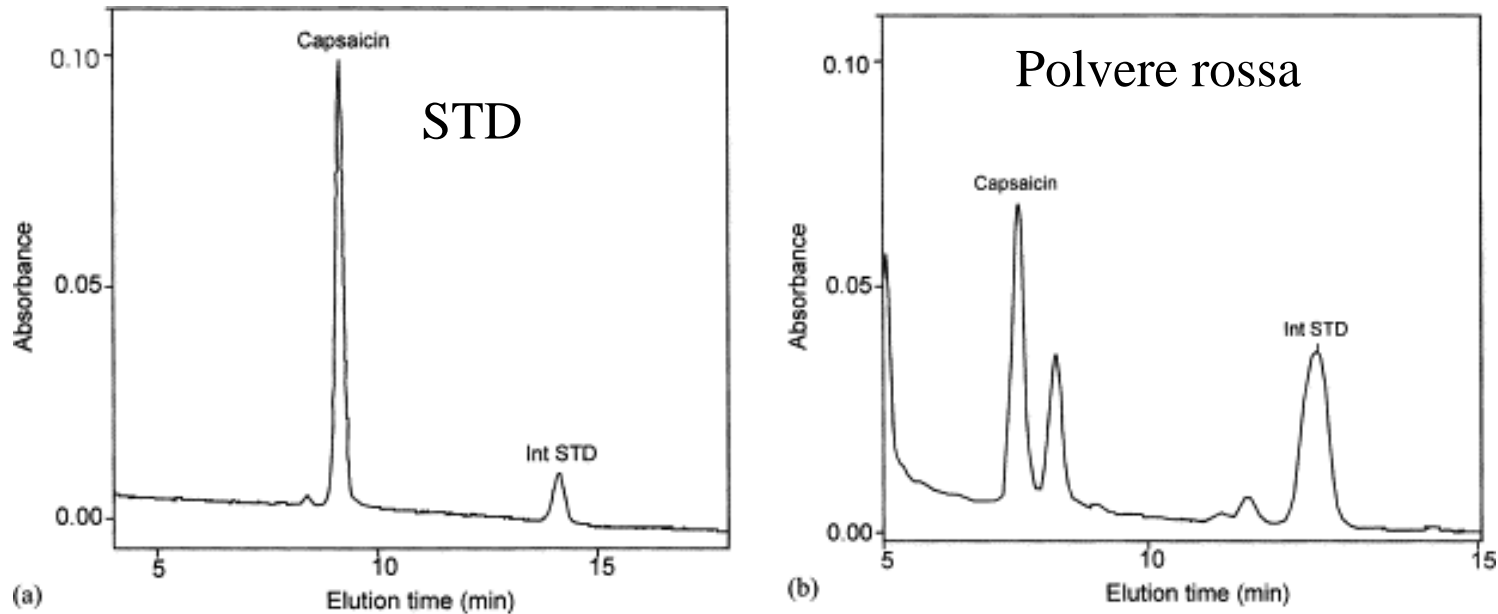 Capsaicin
STD
0.10
0.05
0.00
Absorbance
Int STD
5
10
15
Elution time (min)
(a)
Polvere rossa
Capsaicin
0.10
0.05
0.00
Absorbance
Int STD
5
10
15
Elution time (min)
(b)